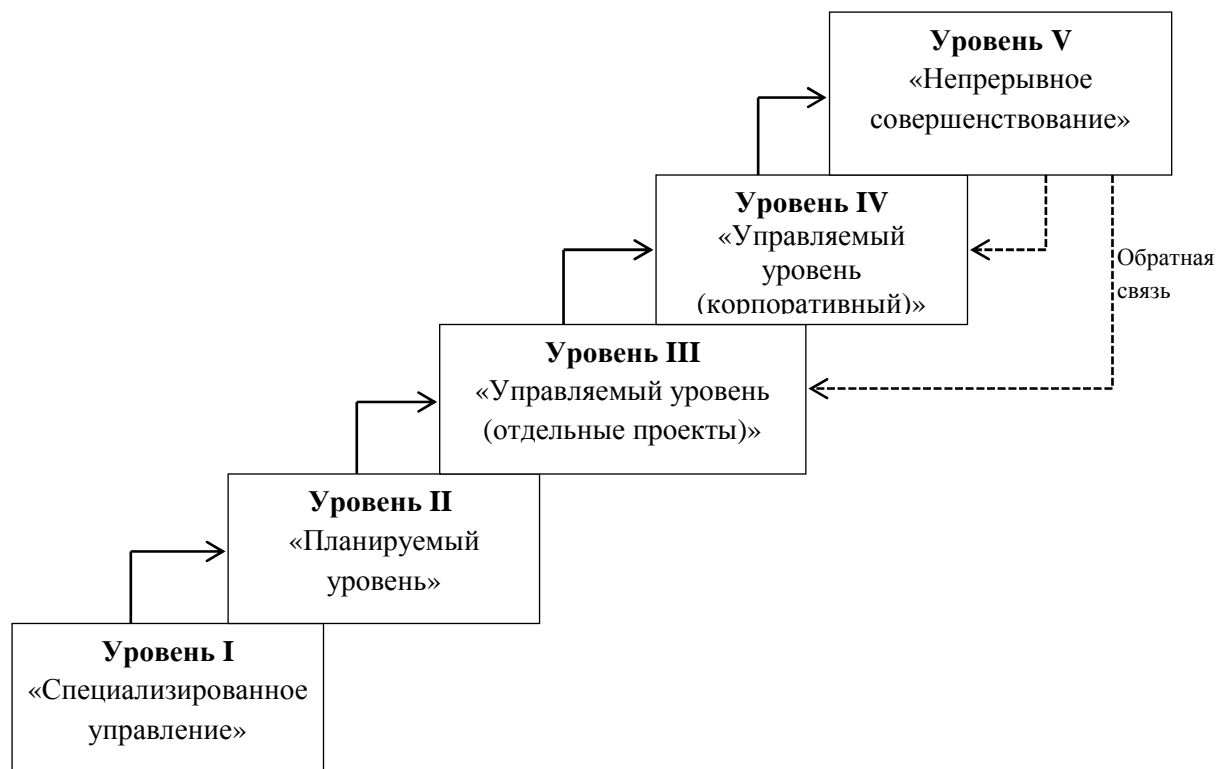 Уровень V
«Непрерывное
совершенствование»
Уровень IV
«Управляемый
уровень
(корпоративный)»
Обратная
связь
Уровень III
«Управляемый уровень
(отдельные проекты)»
Уровень II
«Планируемый
уровень»
Уровень I
«Специализированное
управление»